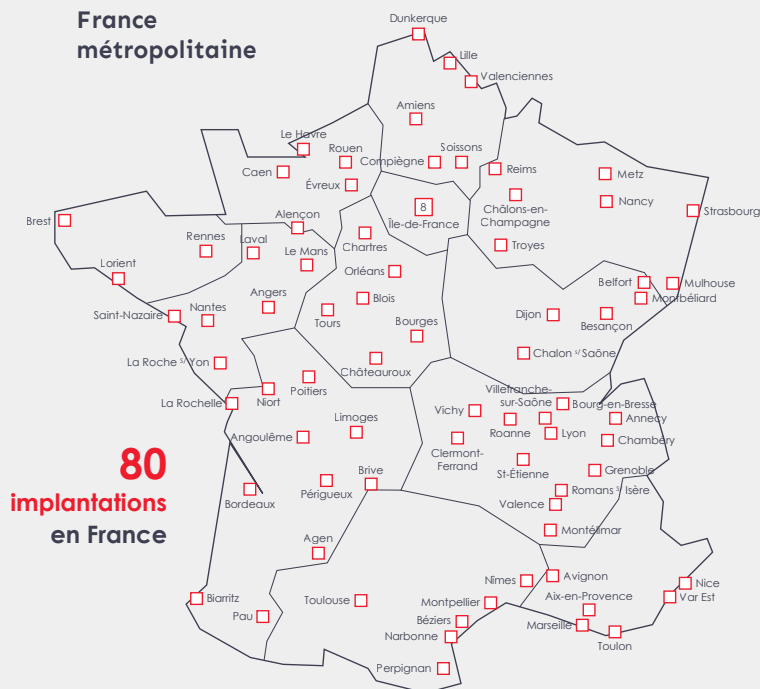 France
métropolitaine
Dunkerque
Lille
Valenciennes
Amiens
Le Havre
Rouen
Compiègne
Soissons
Reims
Metz
Caen
Évreux
8
Île-de-France
Châlons-en-
Champagne
Nancy
Strasbourg
Brest
Rennes
Laval
Alençon
Le Mans
Chartres
Troyes
Orléans
Lorient
Belfort
Mulhouse
Montbéliard
Saint-Nazaire
Nantes
Angers
Tours
Blois
Bourges
Dijon
Besançon
La Roche s/ Yon
Châteauroux
Chalon s/ Saône
La Rochelle
Niort
Poitiers
Vichy
Villefranche-
sur-Saône
Bourg-en-Bresse
Annecy
Roanne
Lyon
Chambéry
Angoulême
Limoges
Clermont-
Ferrand
St-Étienne
Grenoble
80
implantations
en France
Bordeaux
Périgueux
Brive
Romans s/ Isère
Valence
Montélimar
Agen
Biarritz
Pau
Toulouse
Nîmes
Avignon
Aix-en-Provence
Nice
Var Est
Montpellier
Béziers
Narbonne
Marseille
Toulon
Perpignan